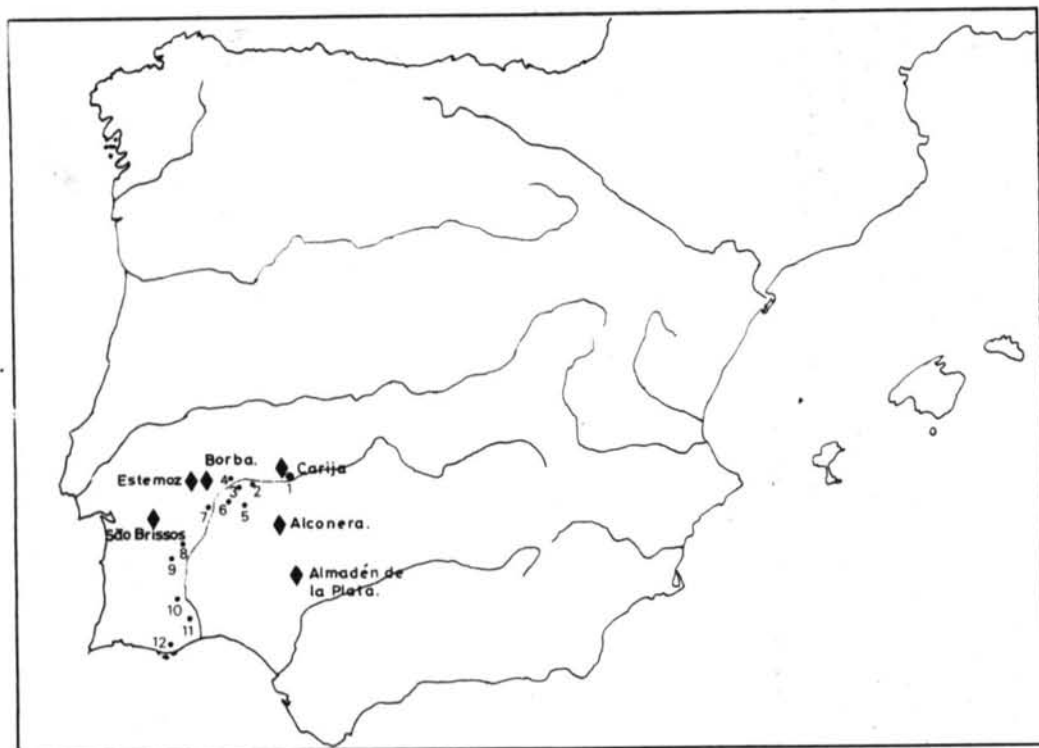 Borba.
Estemoz
Carija
4
3
2
1
7
6
5
Alconera.
São Brissos
8
9
Almadén de
la Plata.
10
11
12